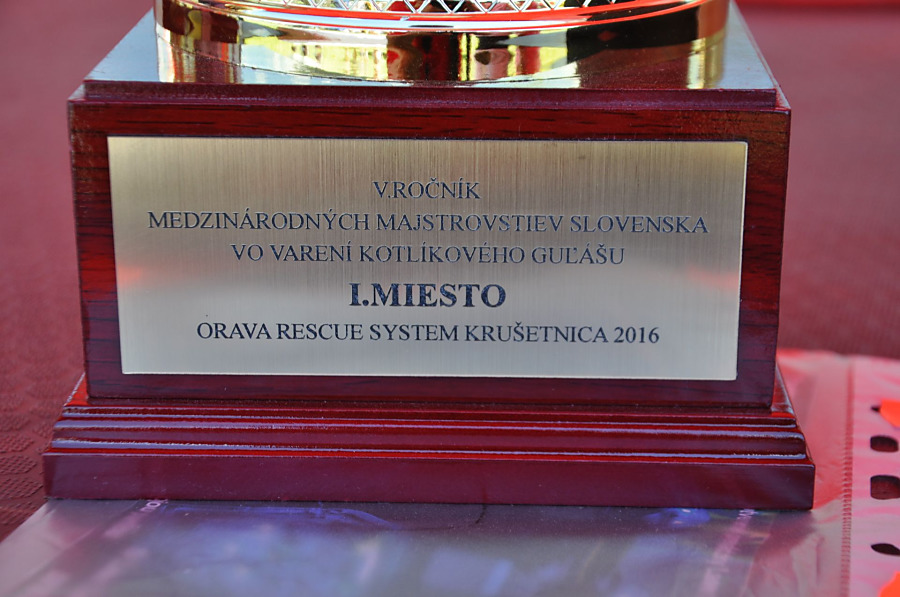 V.ROČNÍK
MEDZINÁRODNÝCH MAJSTROVSTIEV SLOVENSKA
VO VARENÍ KOTLÍKOVÉHO GUĽÁŠU
I.MIESTO
ORAVA RESCUE SYSTEM KRUŠETNICA 2016